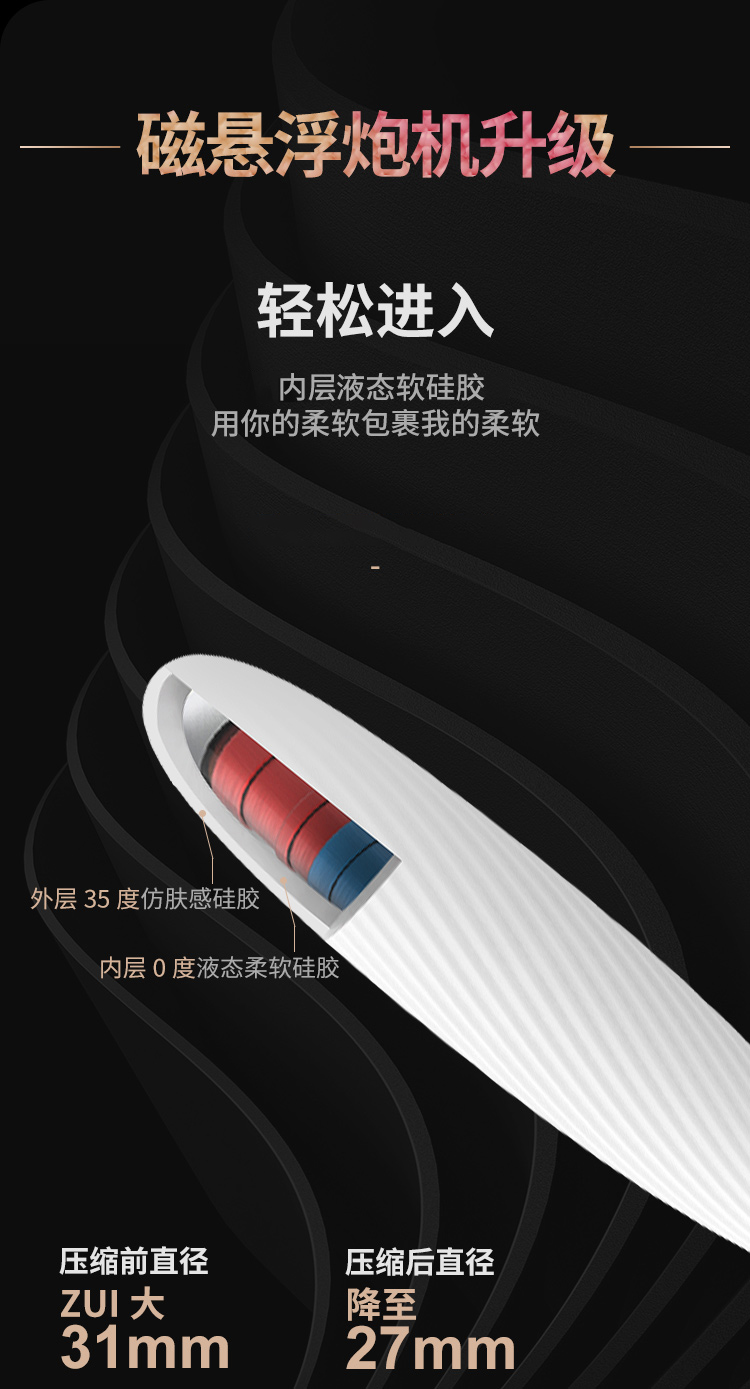 磁悬浮炮机升级
轻松进入
内层液态软硅胶
用你的柔软包裹我的柔软
-
外层 35 度仿肤感硅胶
内层 0 度液态柔软硅胶
压缩前直径
ZUI 大
31mm
压缩后直径
降至
27mm